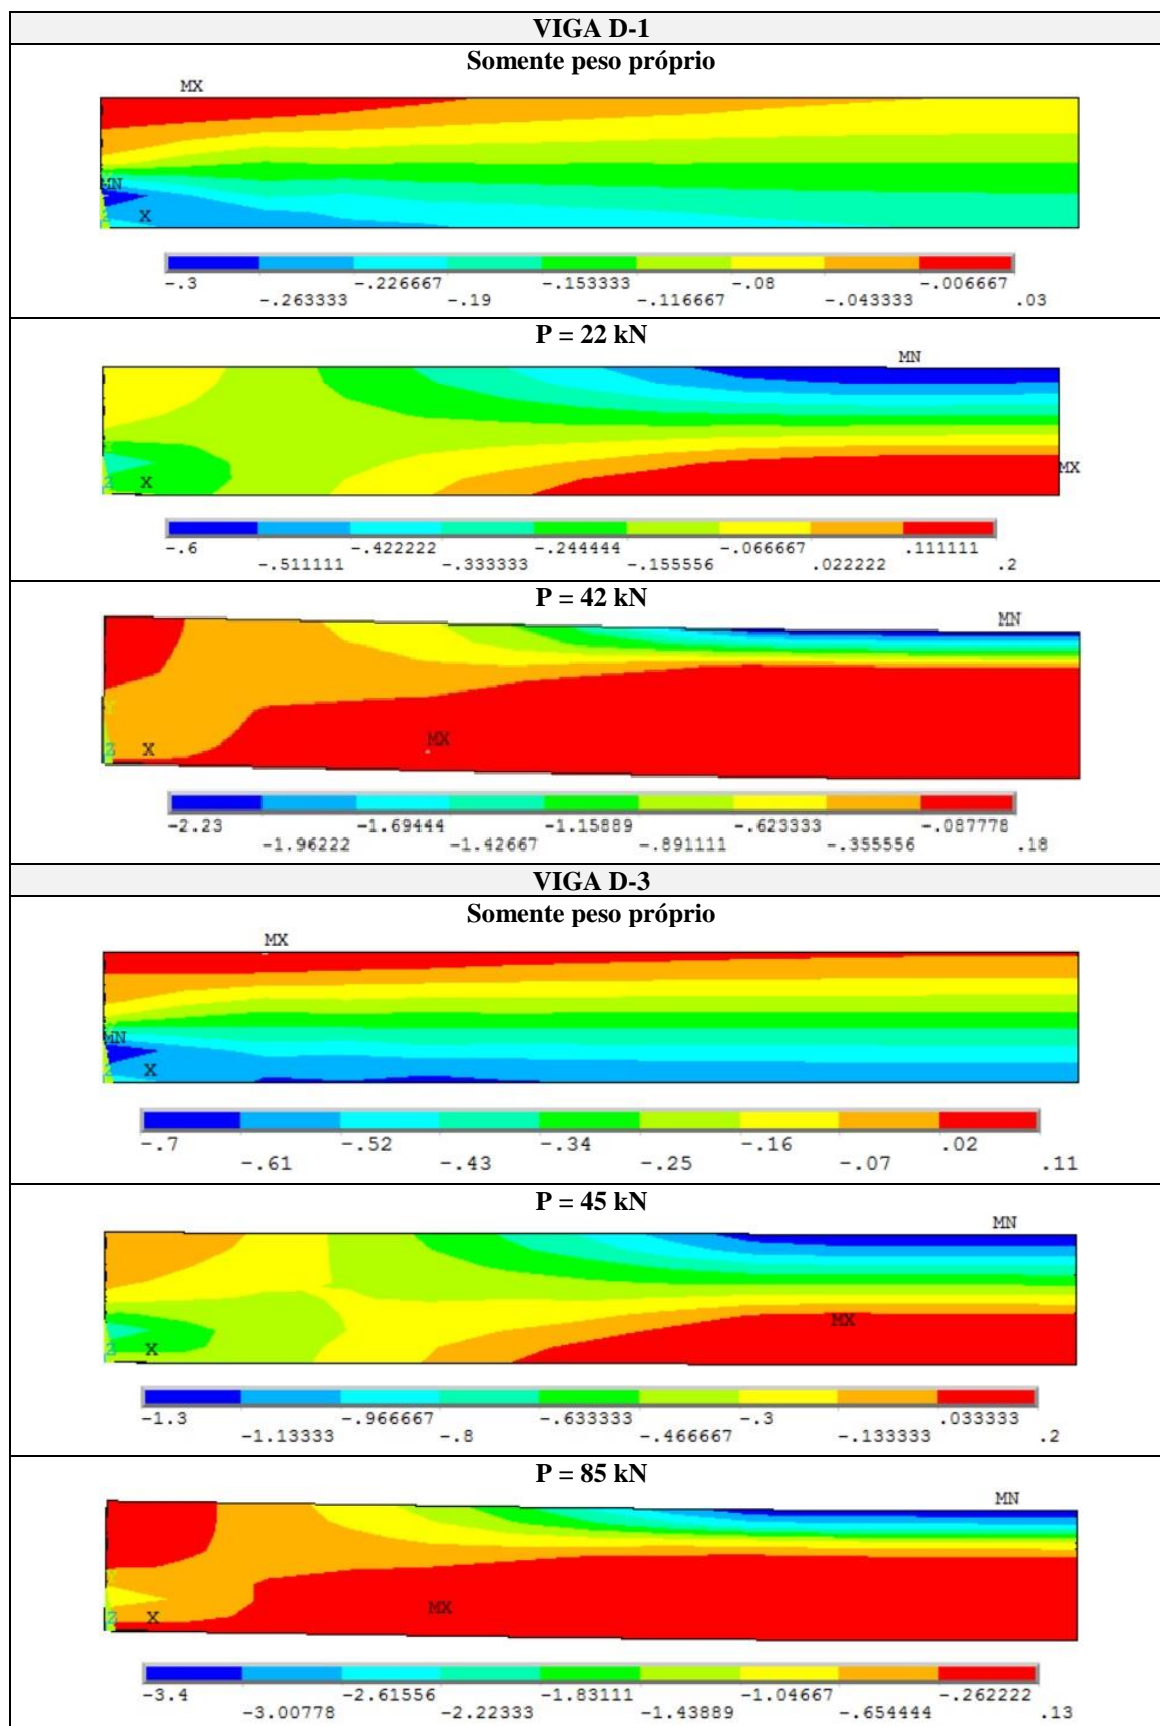 VIGA D-1
Somente peso próprio
MX
MN
X
-.3 -.226667 -.153333 -.08 -.006667
-.263333 -.19 -.116667 -.043333 .03
P = 22 kN
MN
MX
Z X
-.6 -.422222 -.244444 -.066667 .111111
-.511111 -.333333 -.155556 .022222 .2
P = 42 kN
MN
Y
MX
Z X
-2.23 -1.69444 -1.15889 -.623333 -.087778
-1.96222 -1.42667 -.891111 -.355556 .18
VIGA D-3
Somente peso próprio
MX
MN
X
-.7 -.52 -.34 -.16 .02
-.61 -.43 -.25 -.07 .11
P = 45 kN
MN
MX
Z X
-1.3 -.966667 -.633333 -.3 .033333
-1.13333 -.8 -.466667 -.133333 .2
P = 85 kN
MN
Y
MX
Z X
-3.4 -2.61556 -1.83111 -1.04667 -.262222
-3.00778 -2.22333 -1.43889 -.654444 .13